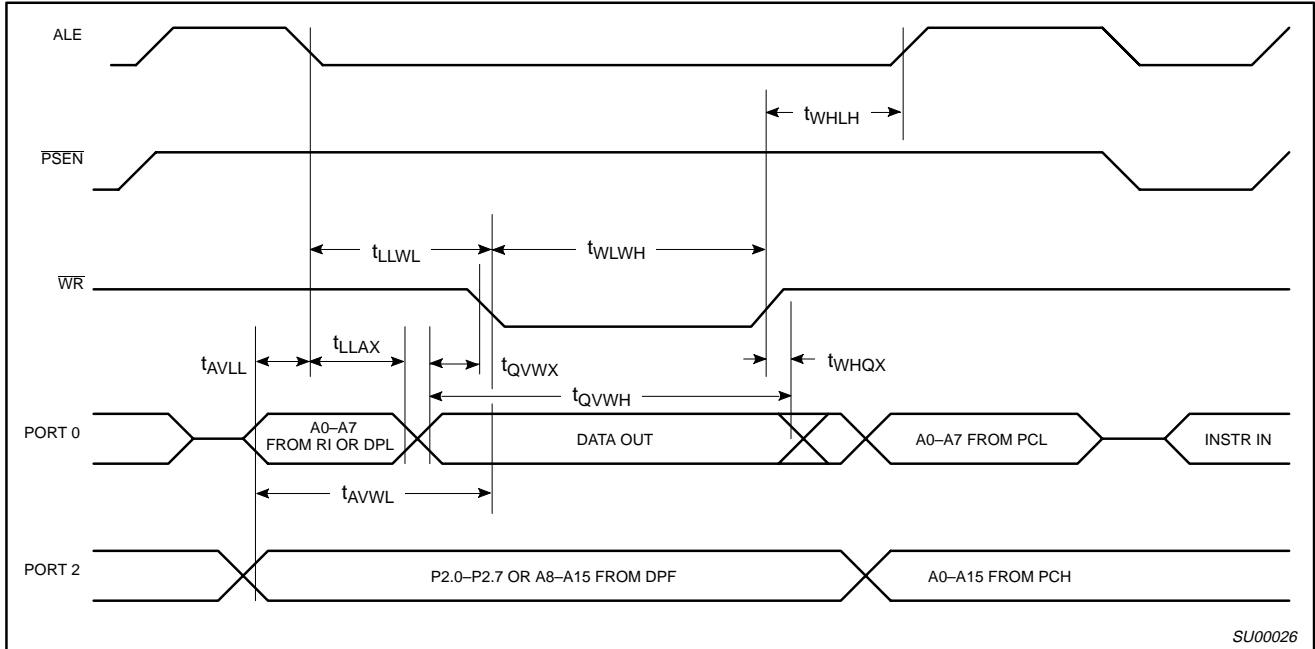 ALE
tWHLH
PSEN
tLLWL
tWLWH
WR
tAVLL
tLLAX
tQVWX
tWHQX
tQVWH
PORT 0
A0–A7
FROM RI OR DPL
DATA OUT
A0–A7 FROM PCL
INSTR IN
tAVWL
PORT 2
P2.0–P2.7 OR A8–A15 FROM DPF
A0–A15 FROM PCH
SU00026